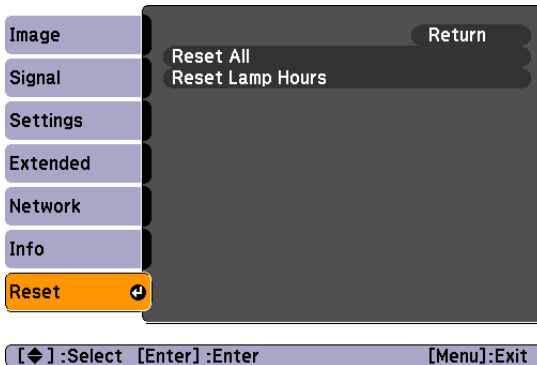 Image
Signal
Settings
Extended
Network
Info
Reset
Return
Reset All
Reset Lamp Hours
[◆] :Select [Enter] :Enter [Menu]:Exit